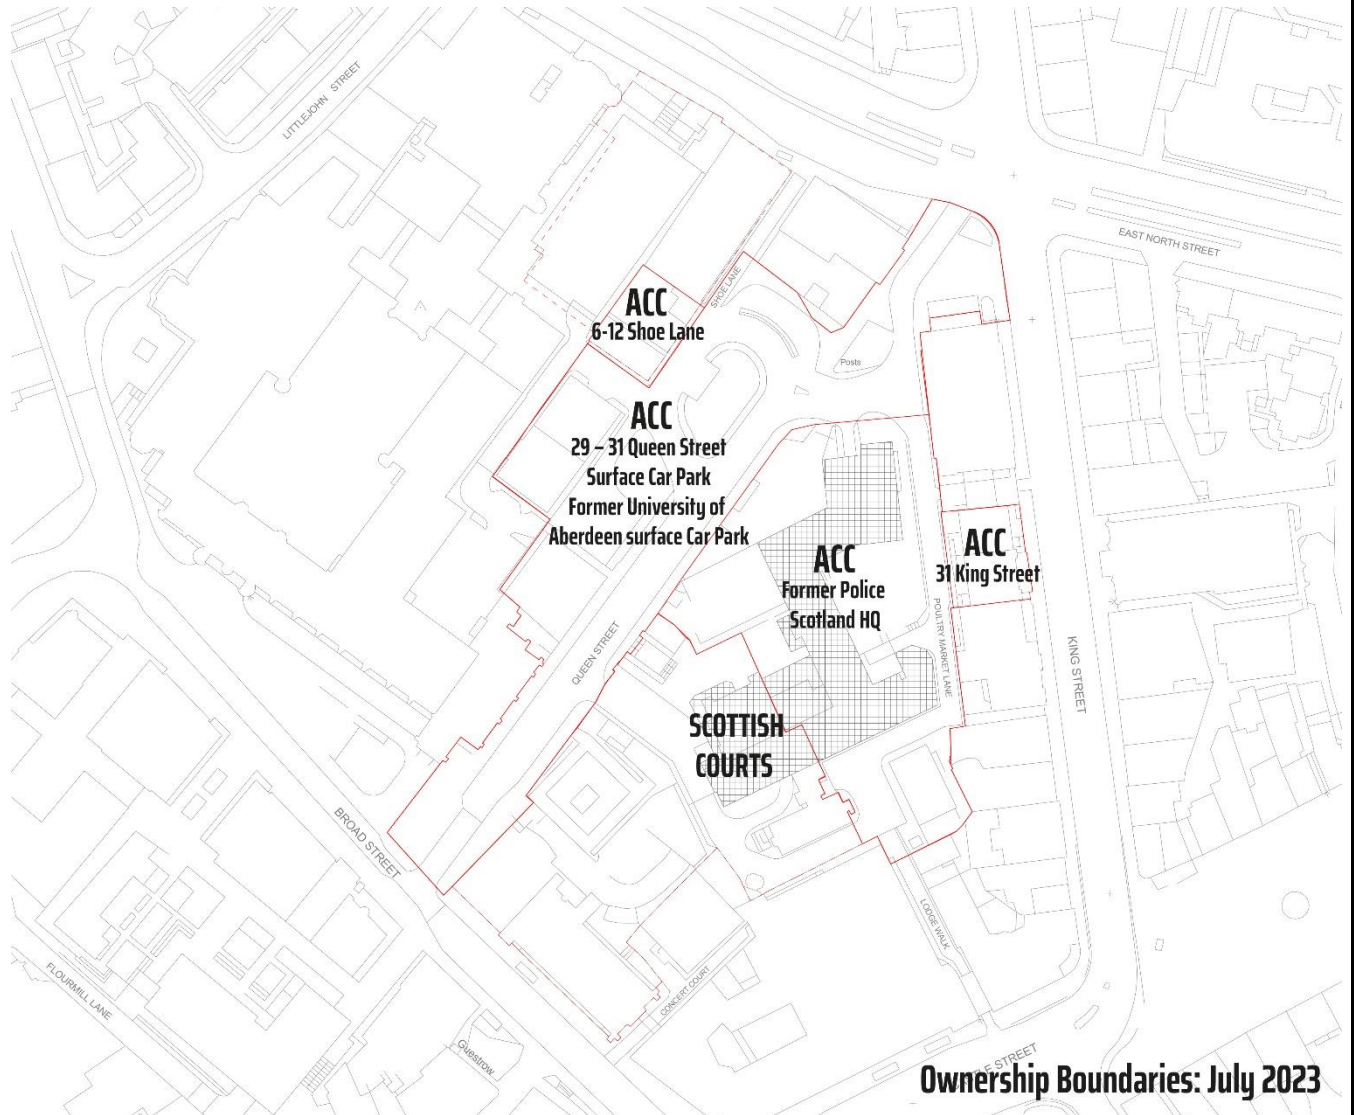 LITTLEJOHN STREET
EAST NORTH STREET
SHOE LANE
ACC
6-12 Shoe Lane
Posts
ACC
29 – 31 Queen Street
Surface Car Park
Former University of
Aberdeen surface Car Park
ACC
Former Police
Scotland HQ
ACC
31 King Street
POULTRY MARKET LANE
KING STREET
QUEEN STREET
SCOTTISH
COURTS
BROAD STREET
LODGE WALK
FLOURMILL LANE
CONCERT COURT
Guestrow
CASTLE STREET
Ownership Boundaries: July 2023